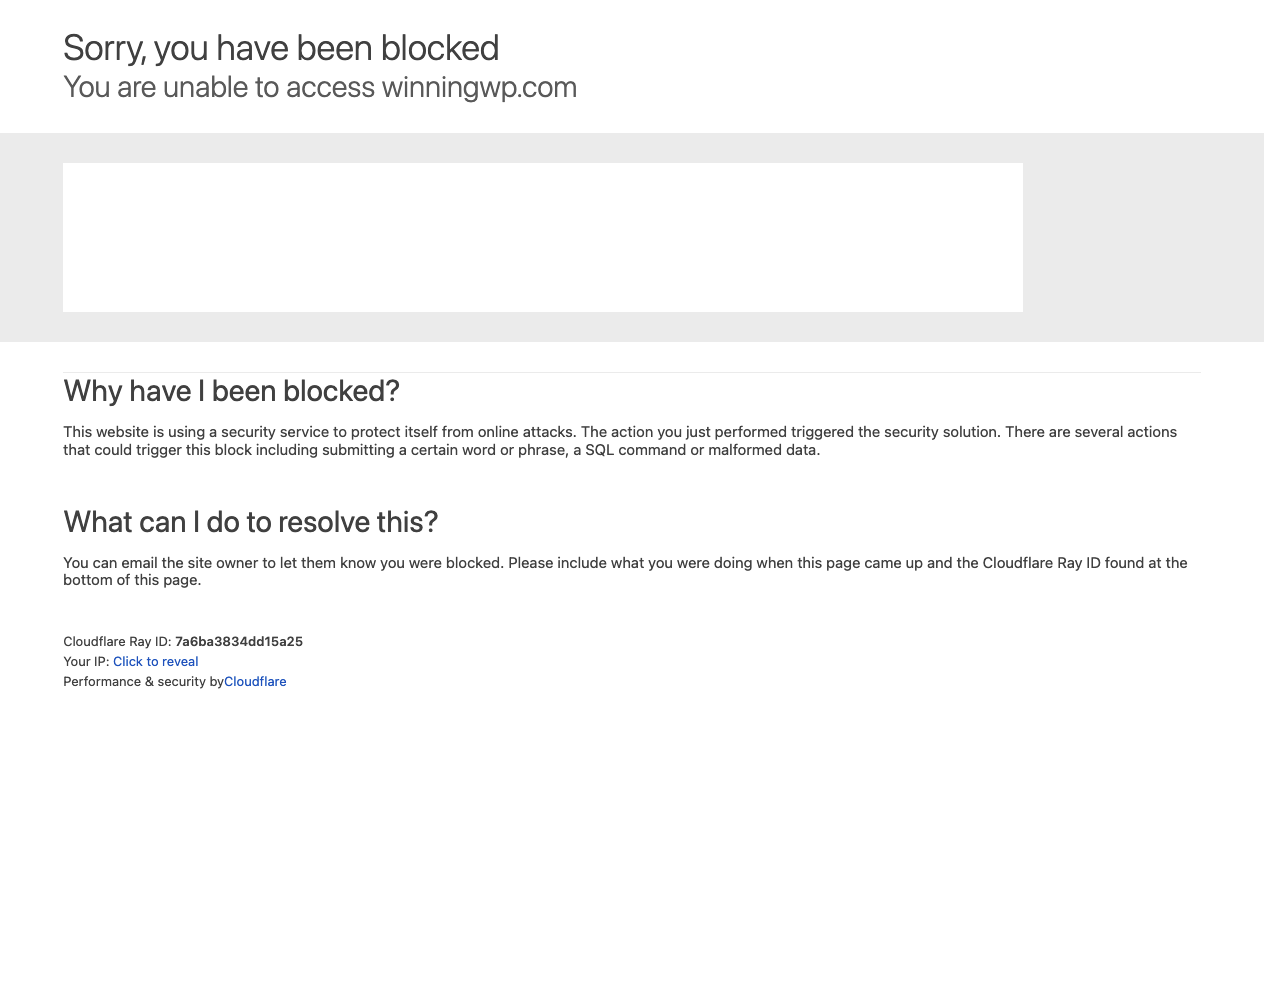 Sorry, you have been blocked
You are unable to access winningwp.com
Why have I been blocked?
This website is using a security service to protect itself from online attacks. The action you just performed triggered the security solution. There are several actions
that could trigger this block including submitting a certain word or phrase, a SQL command or malformed data.
What can I do to resolve this?
You can email the site owner to let them know you were blocked. Please include what you were doing when this page came up and the Cloudflare Ray ID found at the
bottom of this page.
Cloudflare Ray ID: 7a6ba3834dd15a25
Your IP: Click to reveal
Performance & security byCloudflare